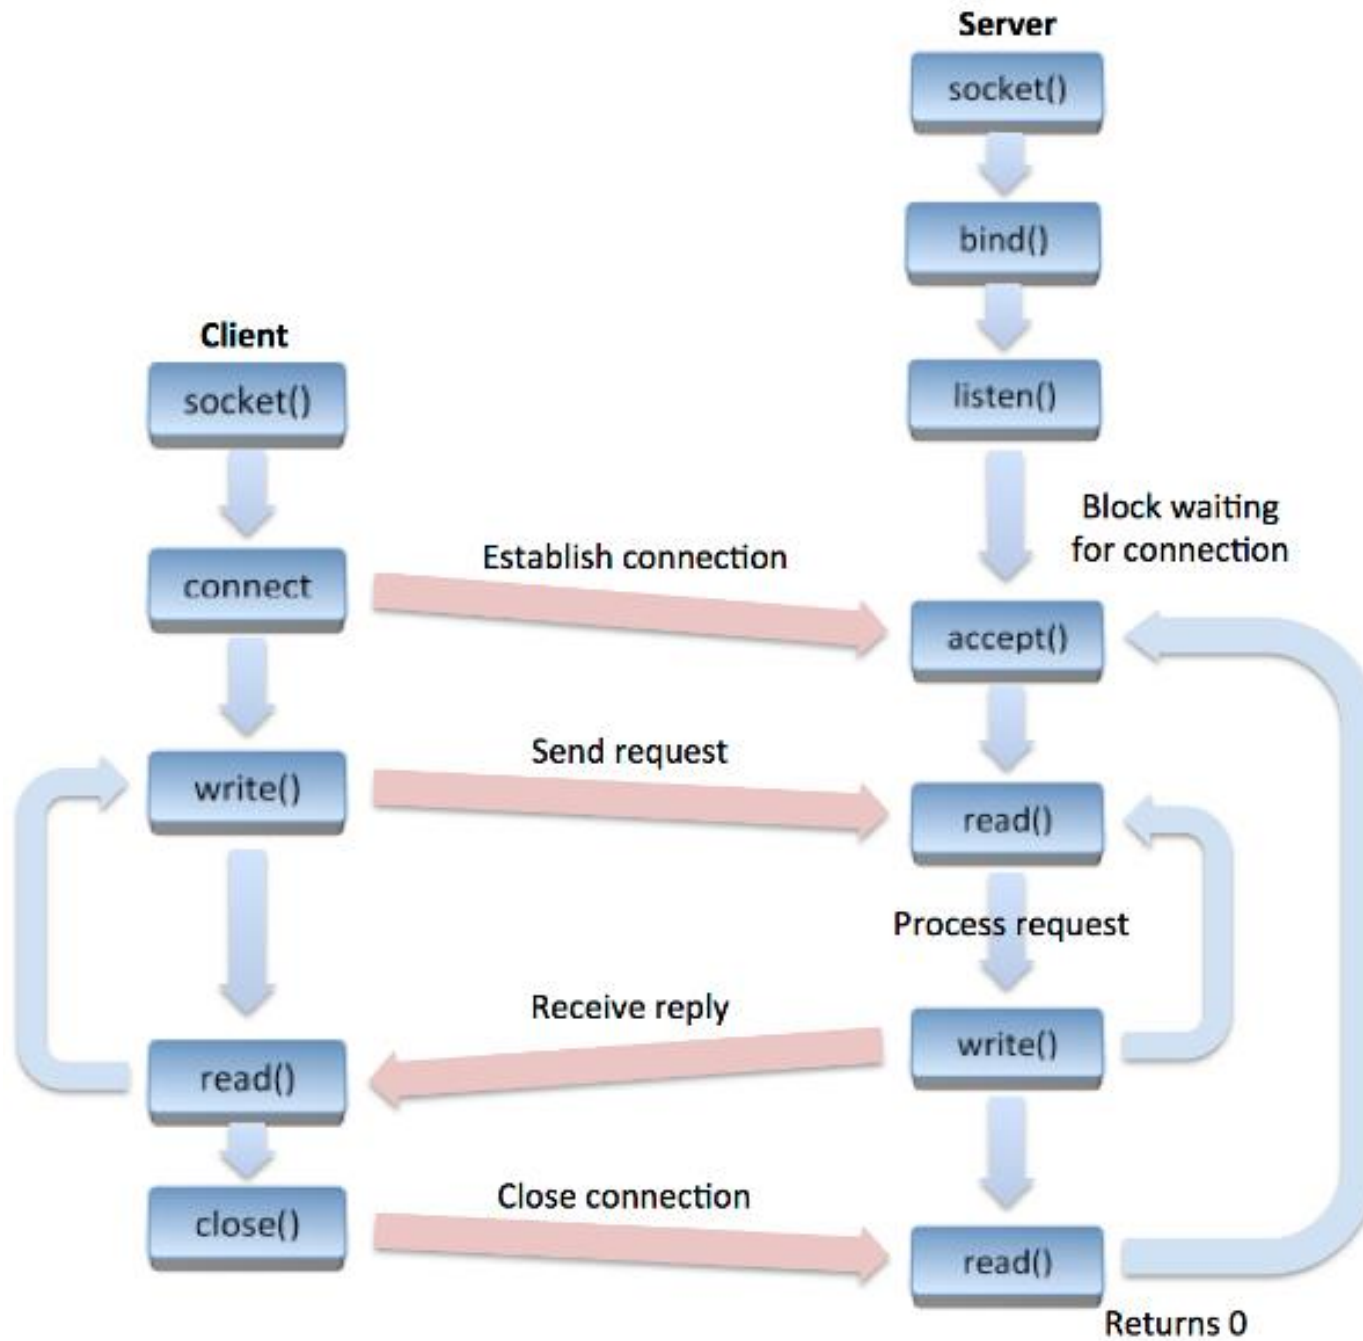 Server
socket()
bind()
Client
listen()
socket()
Block waiting
for connection
Establish connection
connect
accept()
Send request
write()
read()
Process request
Receive reply
write()
read()
Close connection
close()
read()
Returns 0